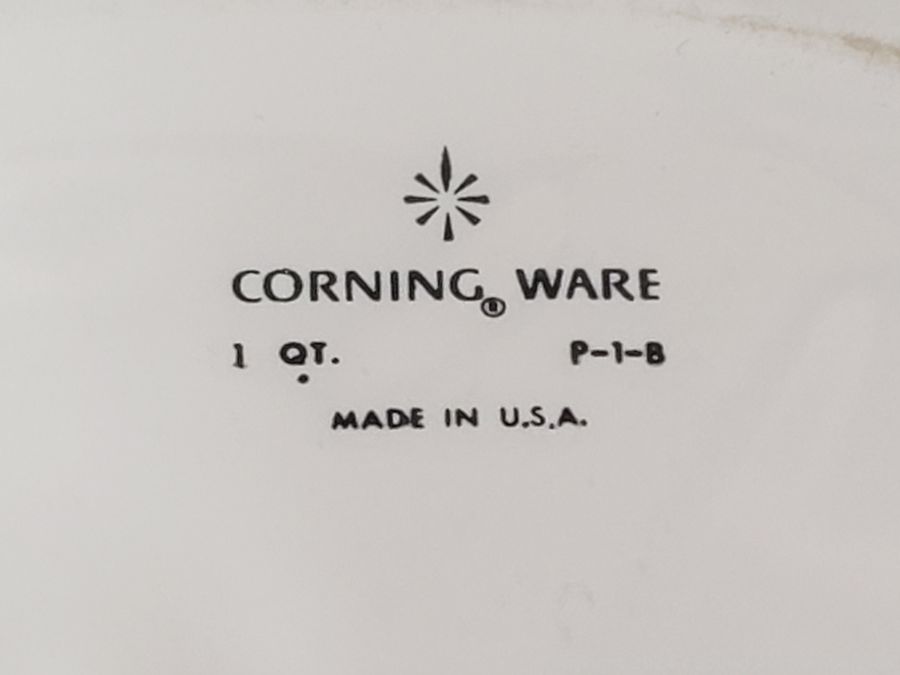 CORNING® WARE
1 QT. P-1-B
MADE IN U.S.A.